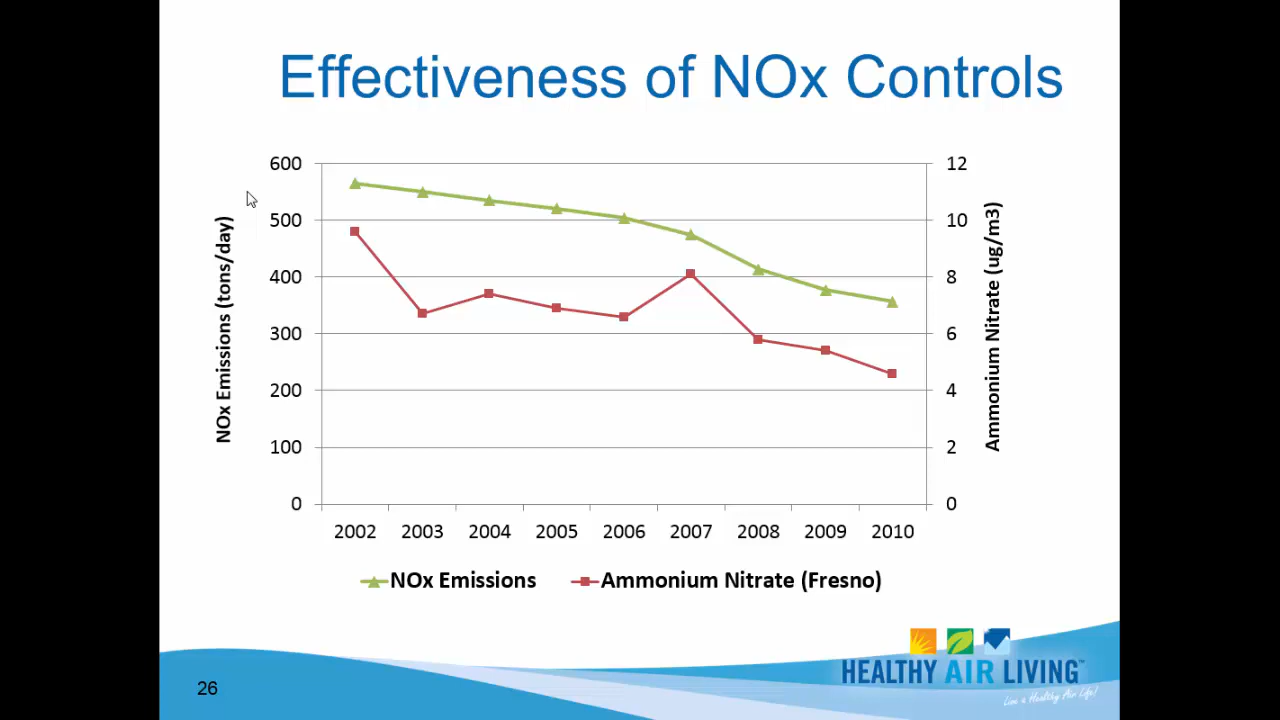 Effectiveness of NOx Controls
600
500
400
300
200
100
0
NOx Emissions (tons/day)
12
10
8
6
4
2
0
Ammonium Nitrate (ug/m3)
2002 2003 2004 2005 2006 2007 2008 2009 2010
NOx Emissions Ammonium Nitrate (Fresno)
HEALTHY AIR LIVING™
Live a Healthy Air Life!
26